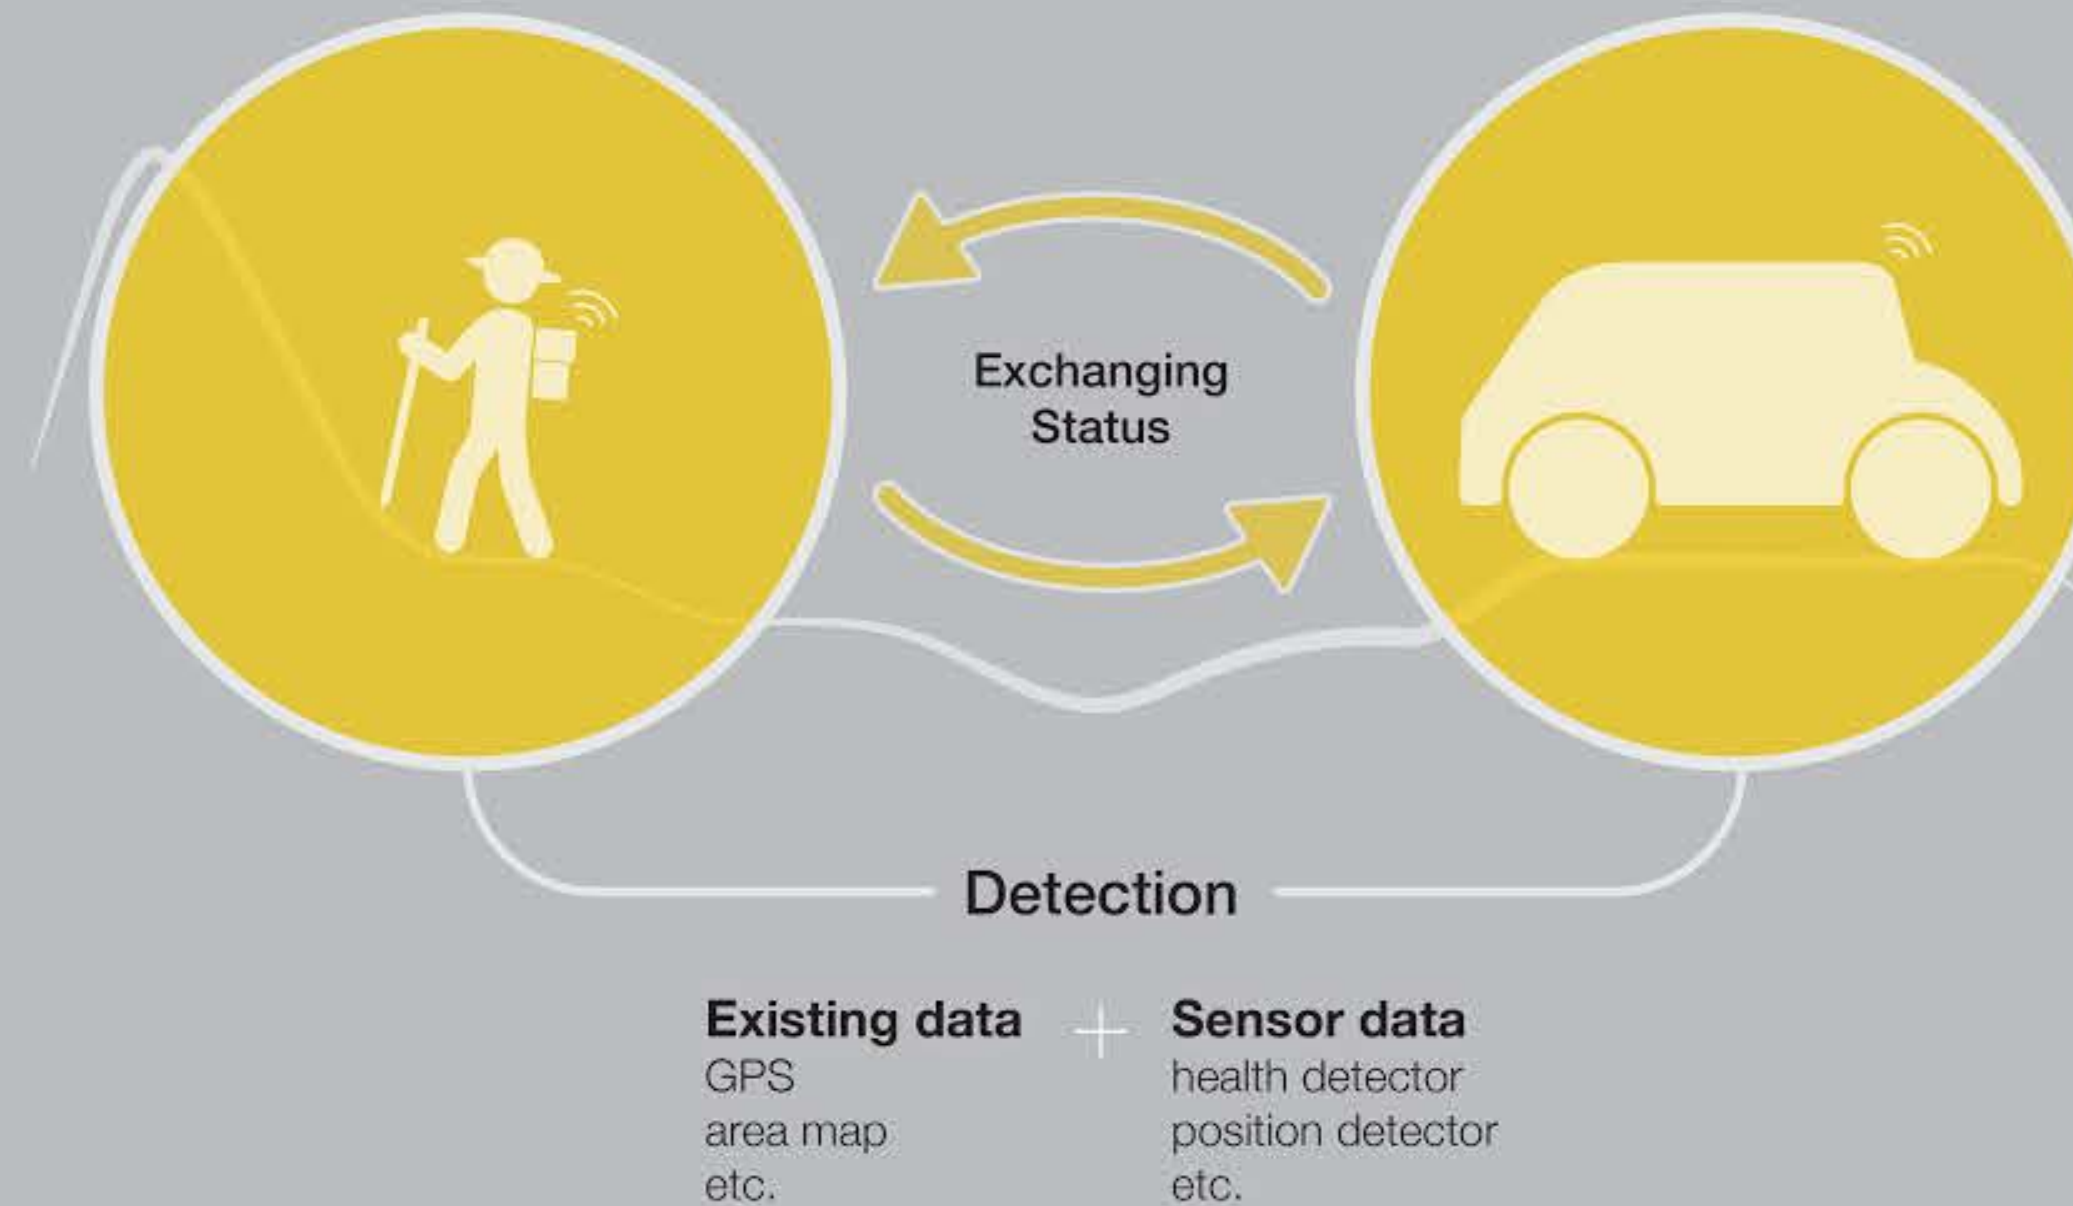 Exchanging
Status
Detection
Existing data + Sensor data
GPS
area map
etc.
health detector
position detector
etc.